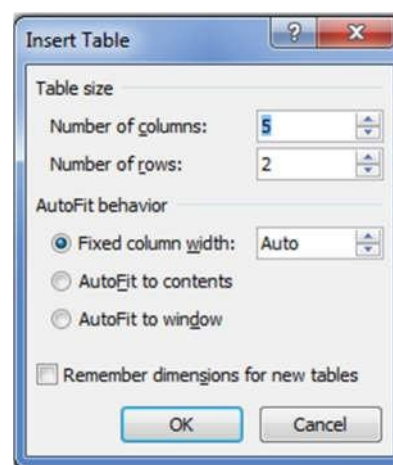 Insert Table
Table size
Number of columns: 5
Number of rows: 2
AutoFit behavior
Fixed column width: Auto
AutoFit to contents
AutoFit to window
Remember dimensions for new tables
OK Cancel